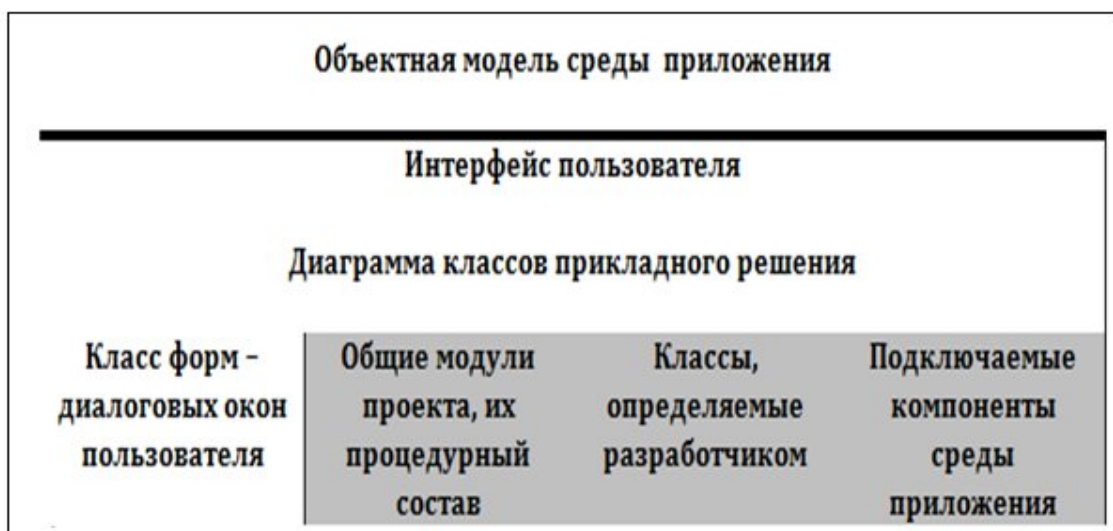 Объектная модель среды приложения
Интерфейс пользователя
Диаграмма классов прикладного решения
Класс форм –
диалоговых окон
пользователя
Общие модули
проекта, их
процедурный
состав
Классы,
определяемые
разработчиком
Подключаемые
компоненты
среды
приложения